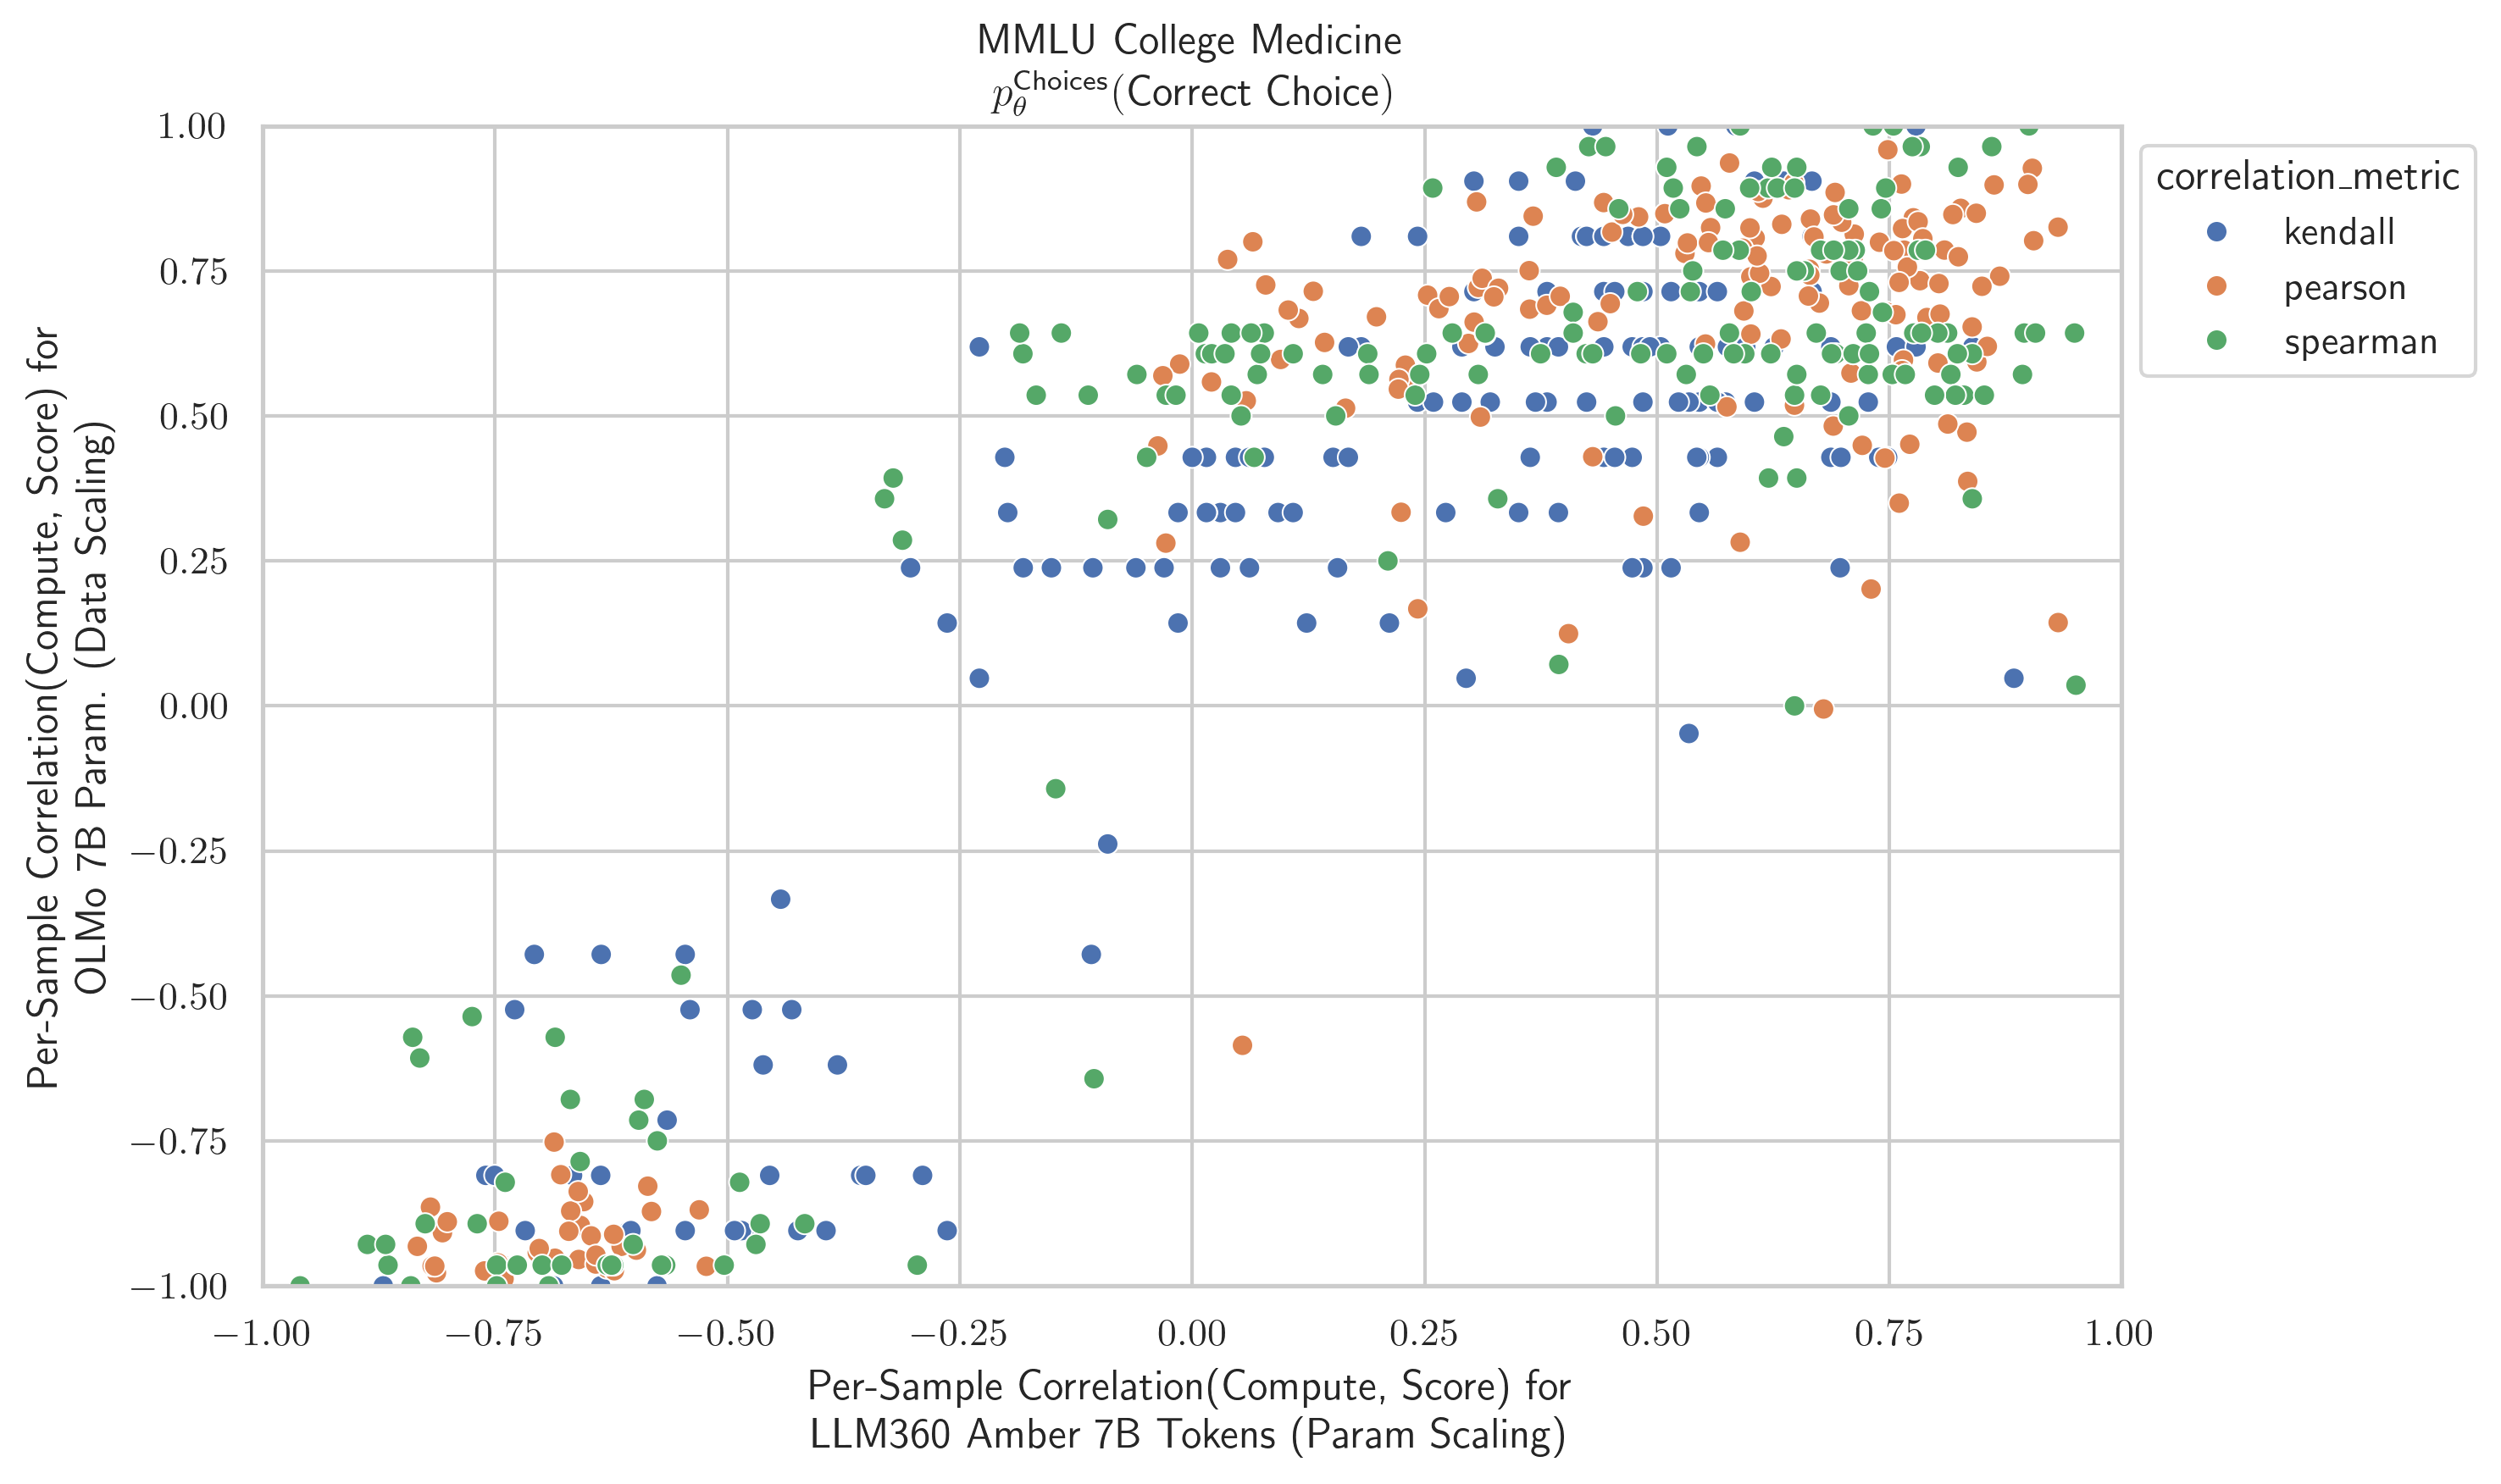 MMLU College Medicine
p_θ^Choices(Correct Choice)
1.00
0.75
0.50
0.25
0.00
−0.25
−0.50
−0.75
−1.00
Per-Sample Correlation(Compute, Score) for
OLMo 7B Param. (Data Scaling)
−1.00
−0.75
−0.50
−0.25
0.00
0.25
0.50
0.75
1.00
Per-Sample Correlation(Compute, Score) for
LLM360 Amber 7B Tokens (Param Scaling)
correlation_metric
kendall
pearson
spearman